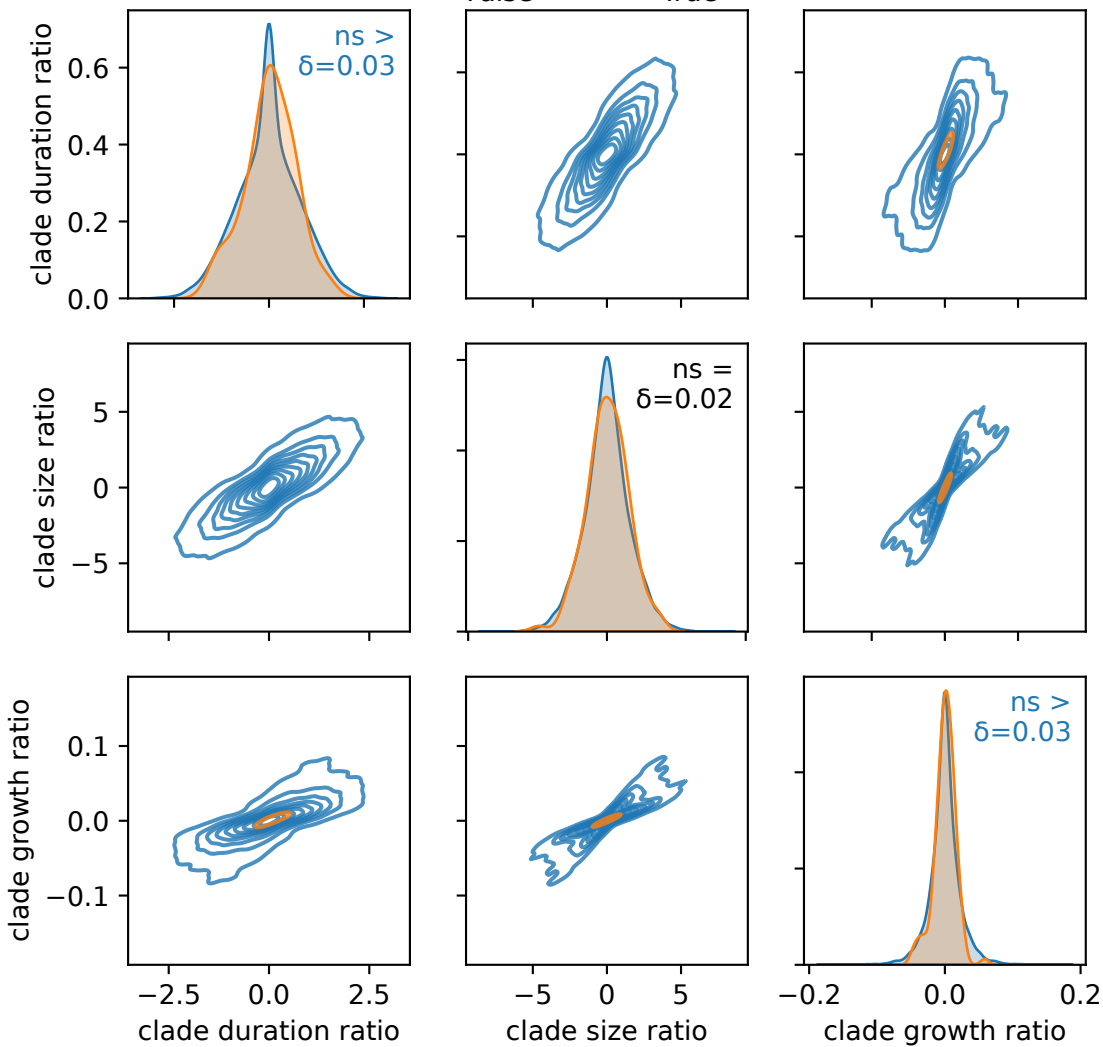 False True
clade duration ratio
0.6
0.4
0.2
0.0
ns >
δ=0.03
clade size ratio
5
0
−5
ns =
δ=0.02
clade growth ratio
0.1
0.0
−0.1
ns >
δ=0.03
−2.5 0.0 2.5
−5 0 5
−0.2 0.0 0.2
clade duration ratio
clade size ratio
clade growth ratio